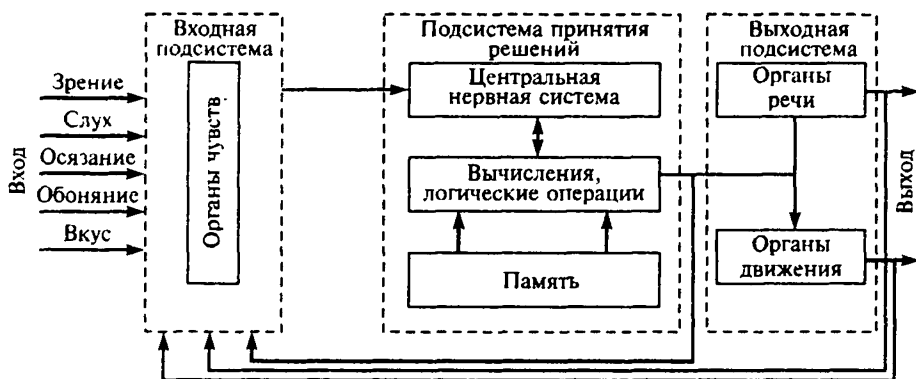 Входная
подсистема
Подсистема принятия
решений
Выходная
подсистема
Вход
Зрение
Слух
Осязание
Обоняние
Вкус
Органы чувств
Центральная
нервная система
Вычисления,
логические операции
Память
Органы
речи
Органы
движения
Выход